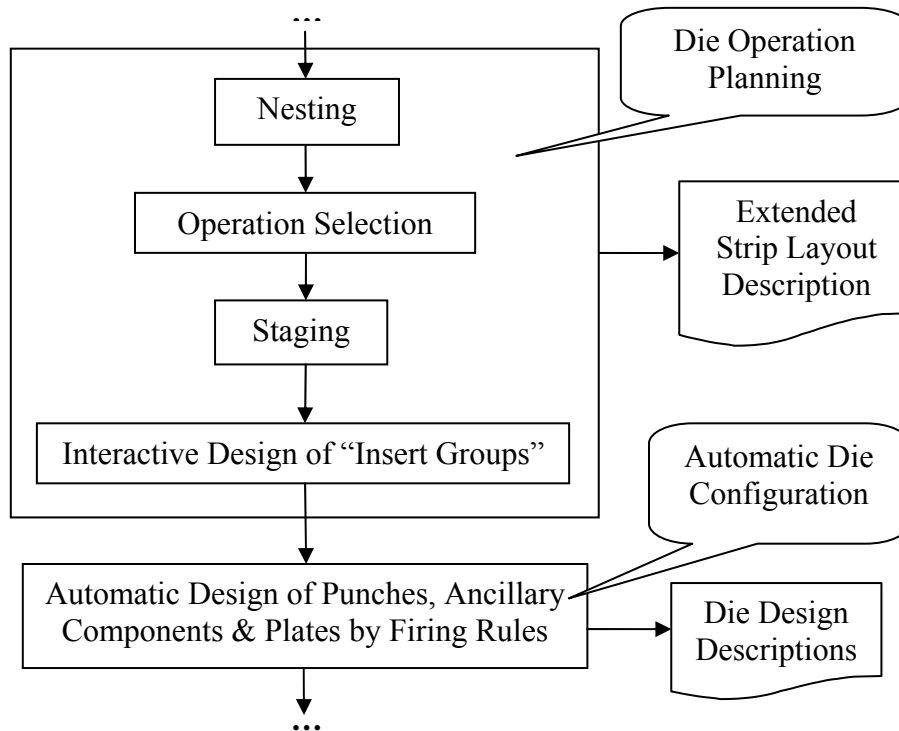 ...
Die Operation
Planning
Nesting
Operation Selection
Extended
Strip Layout
Description
Staging
Interactive Design of “Insert Groups”
Automatic Die
Configuration
Automatic Design of Punches, Ancillary
Components & Plates by Firing Rules
Die Design
Descriptions
...